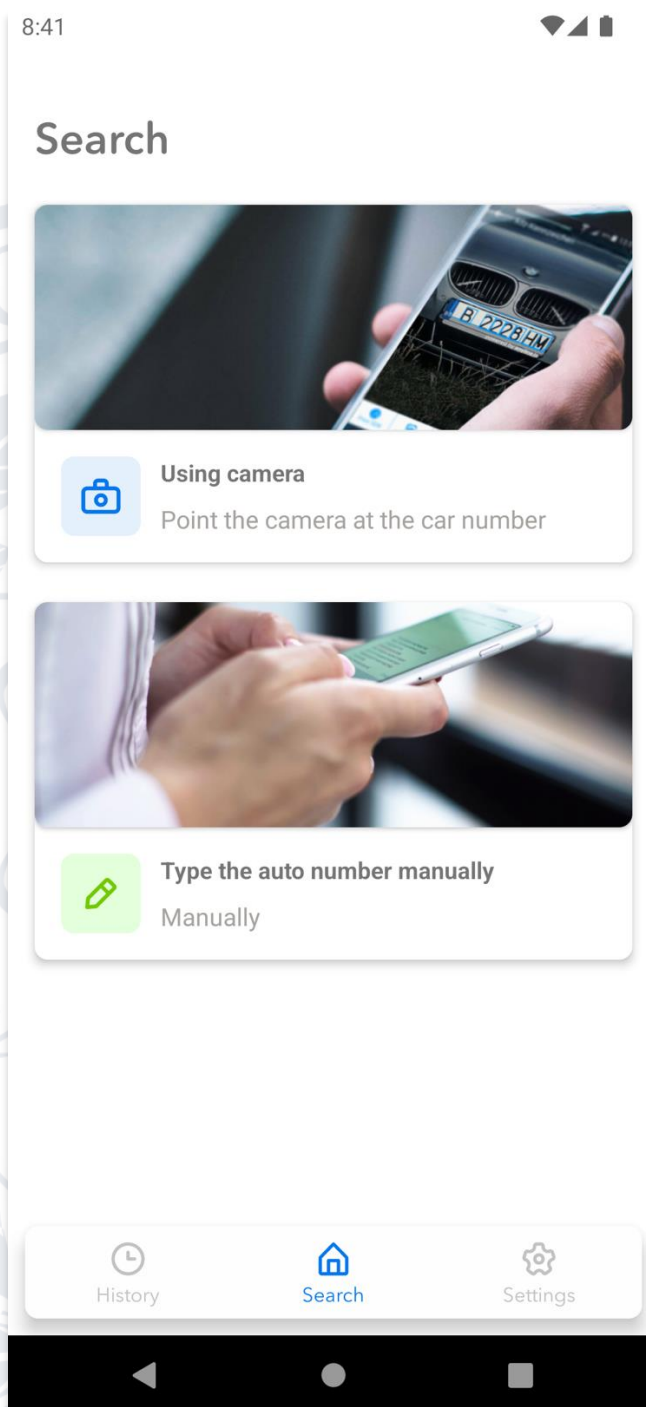 8:41
Search
B 2228 HM
Using camera
Point the camera at the car number
Type the auto number manually
Manually
History
Search
Settings